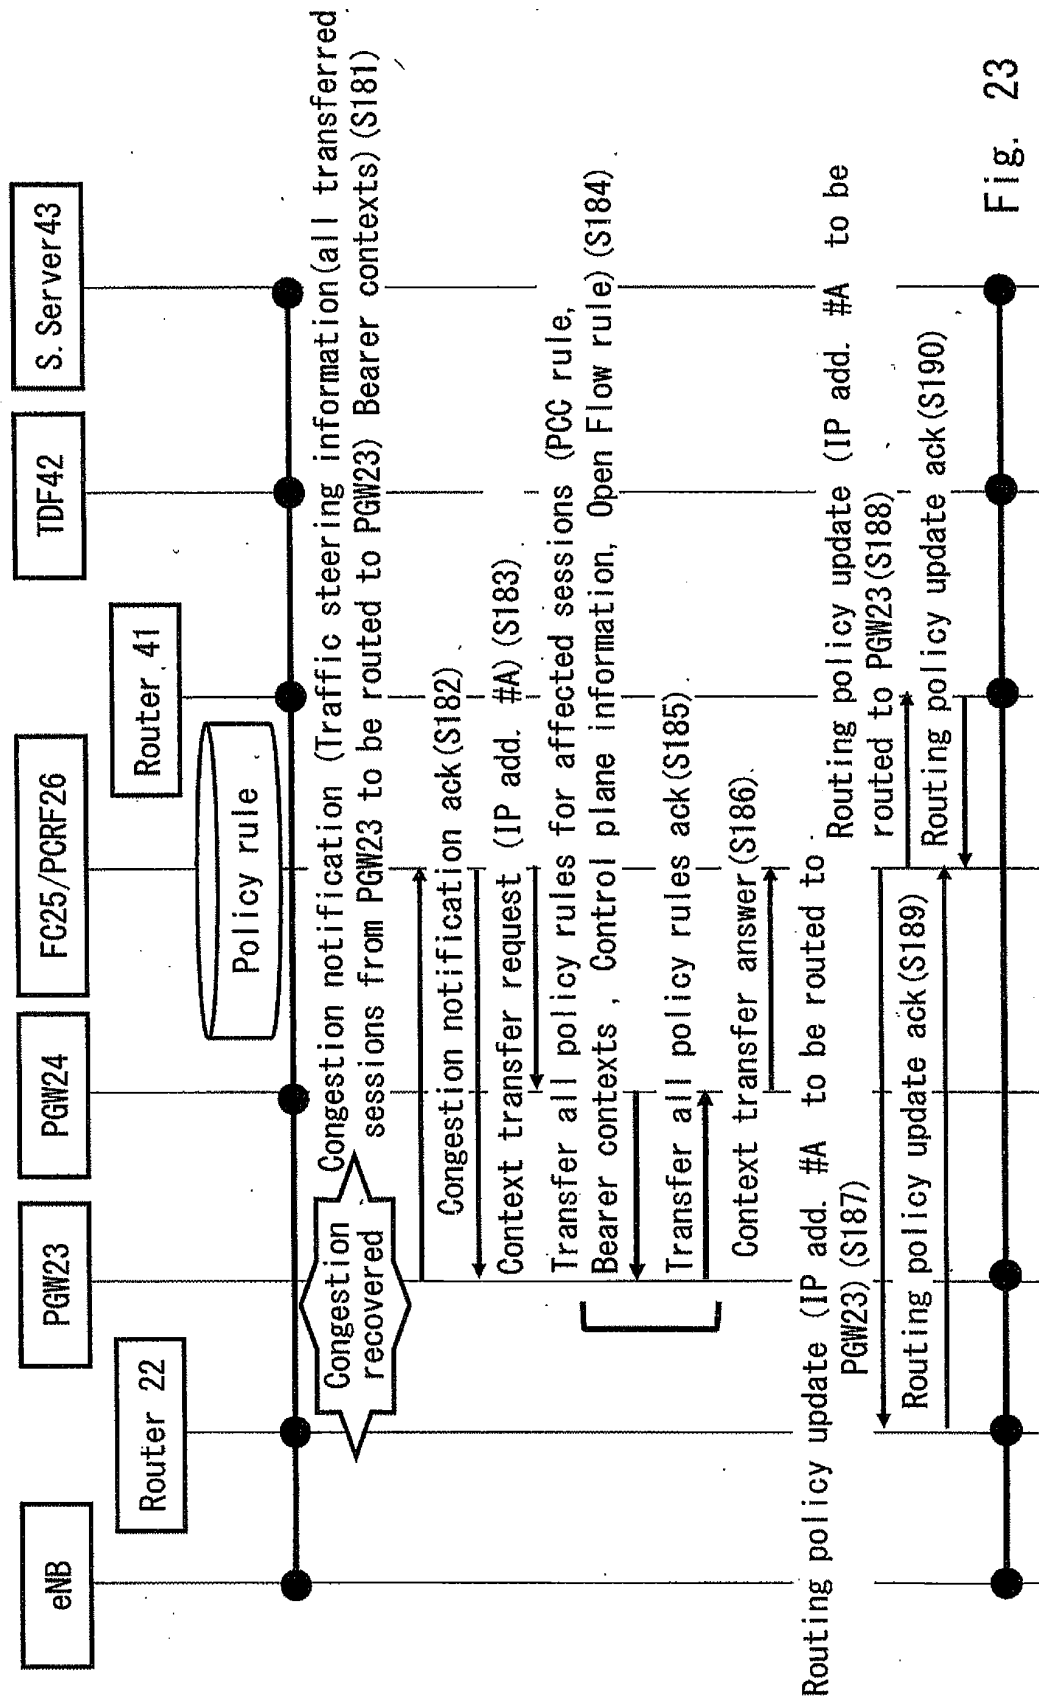 eNB
Router 22
PGW23
PGW24
FC25/PCRF26
Router 41
TDF42
S.Server43
Policy rule
Congestion
recovered
Congestion notification (Traffic steering information(all transferred
sessions from PGW23 to be routed to PGW23) Bearer contexts)(S181)
Congestion notification ack(S182)
Context transfer request (IP add. #A)(S183)
Transfer all policy rules for affected sessions (PCC rule,
Bearer contexts, Control plane information, Open Flow rule)(S184)
Transfer all policy rules ack(S185)
Context transfer answer(S186)
Routing policy update (IP add. #A to be routed to
PGW23)(S187)
Routing policy update (IP add. #A to be
routed to PGW23(S188)
Routing policy update ack(S189)
Routing policy update ack(S190)
Fig. 23